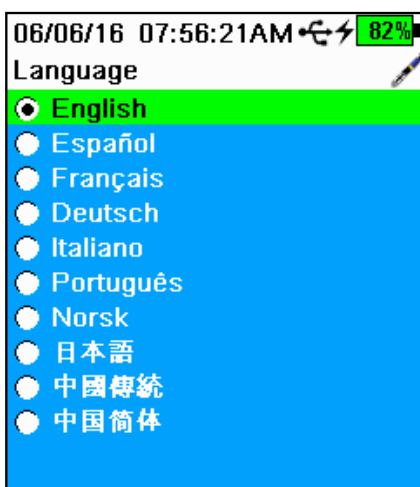 06/06/16 07:56:21AM 82%
Language
English
Español
Français
Deutsch
Italiano
Português
Norsk
日本語
中國傳統
中国简体